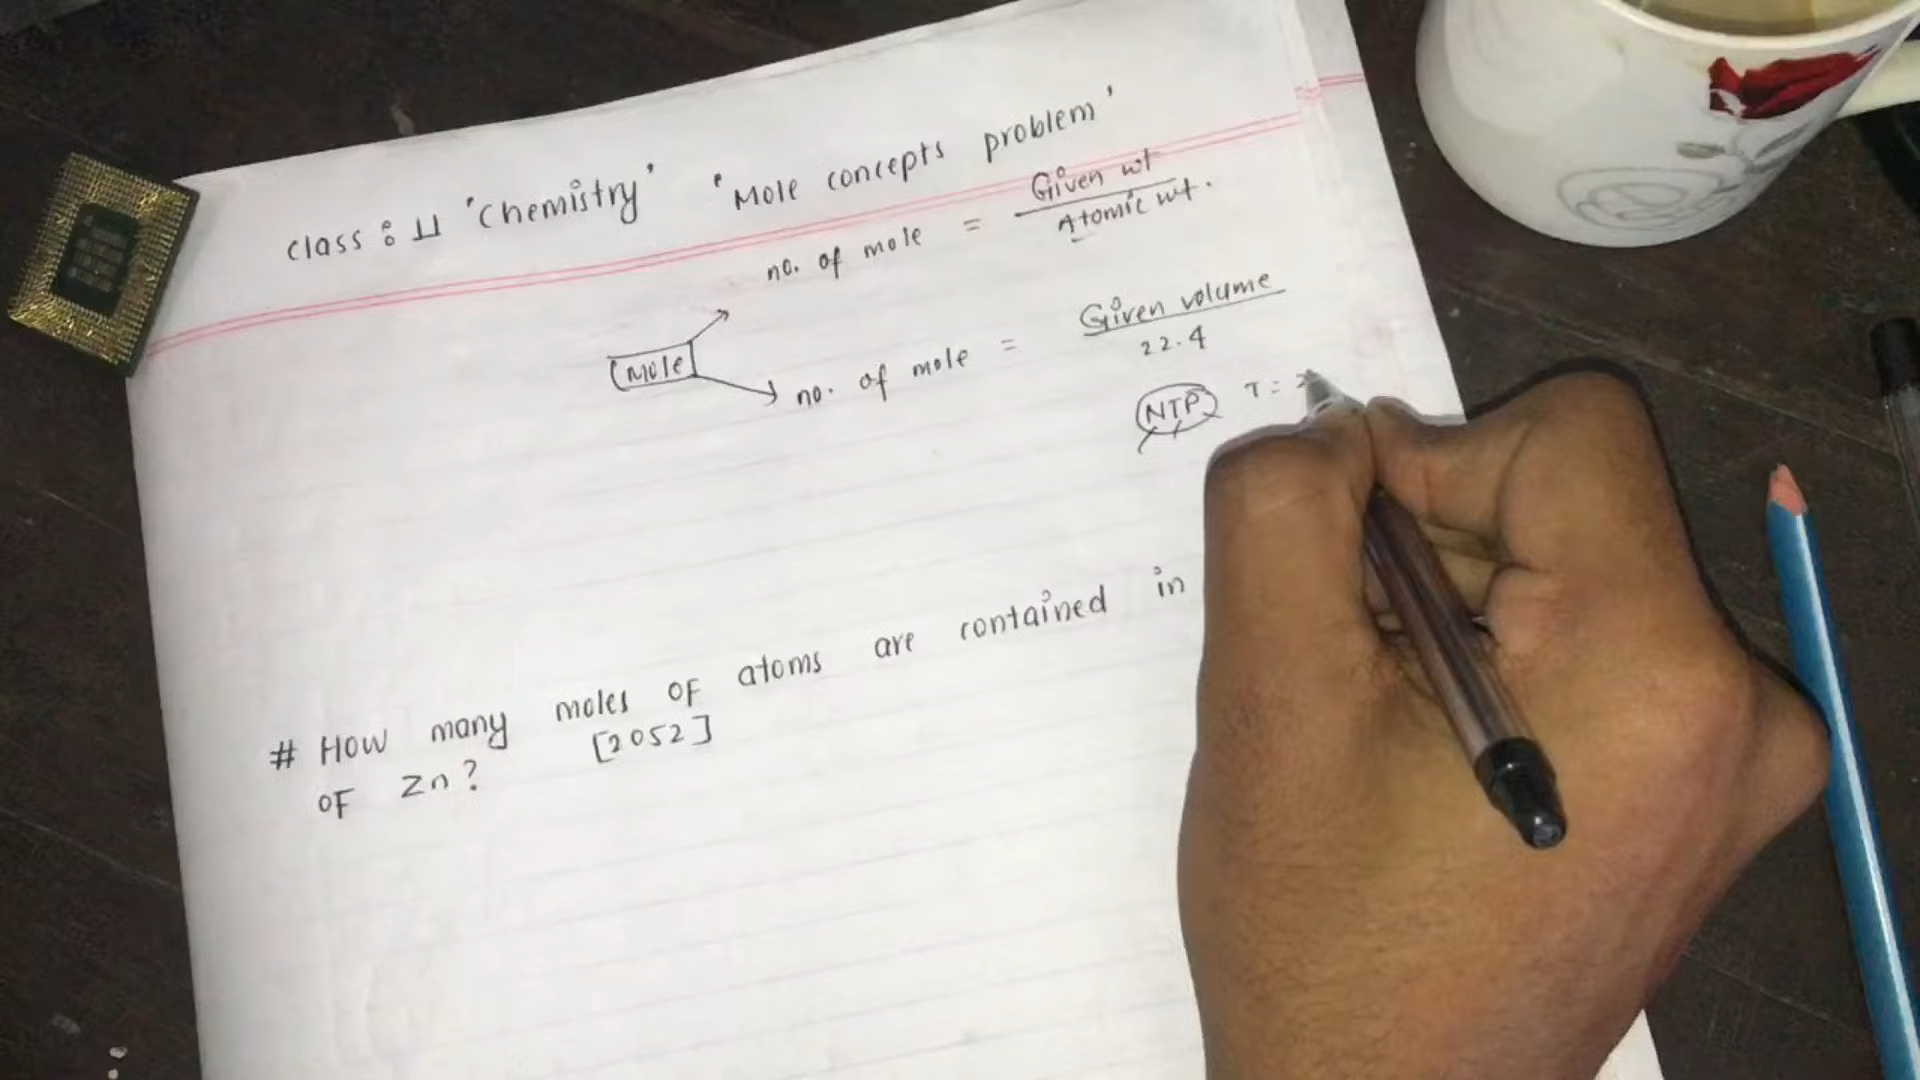 class : 11 'chemistry' 'Mole concepts problem'
no. of mole = Given wt / Atomic wt.
Mole
no. of mole = Given volume / 22.4
NTP T =
# How many moles of atoms are contained in
of Zn? [2052]